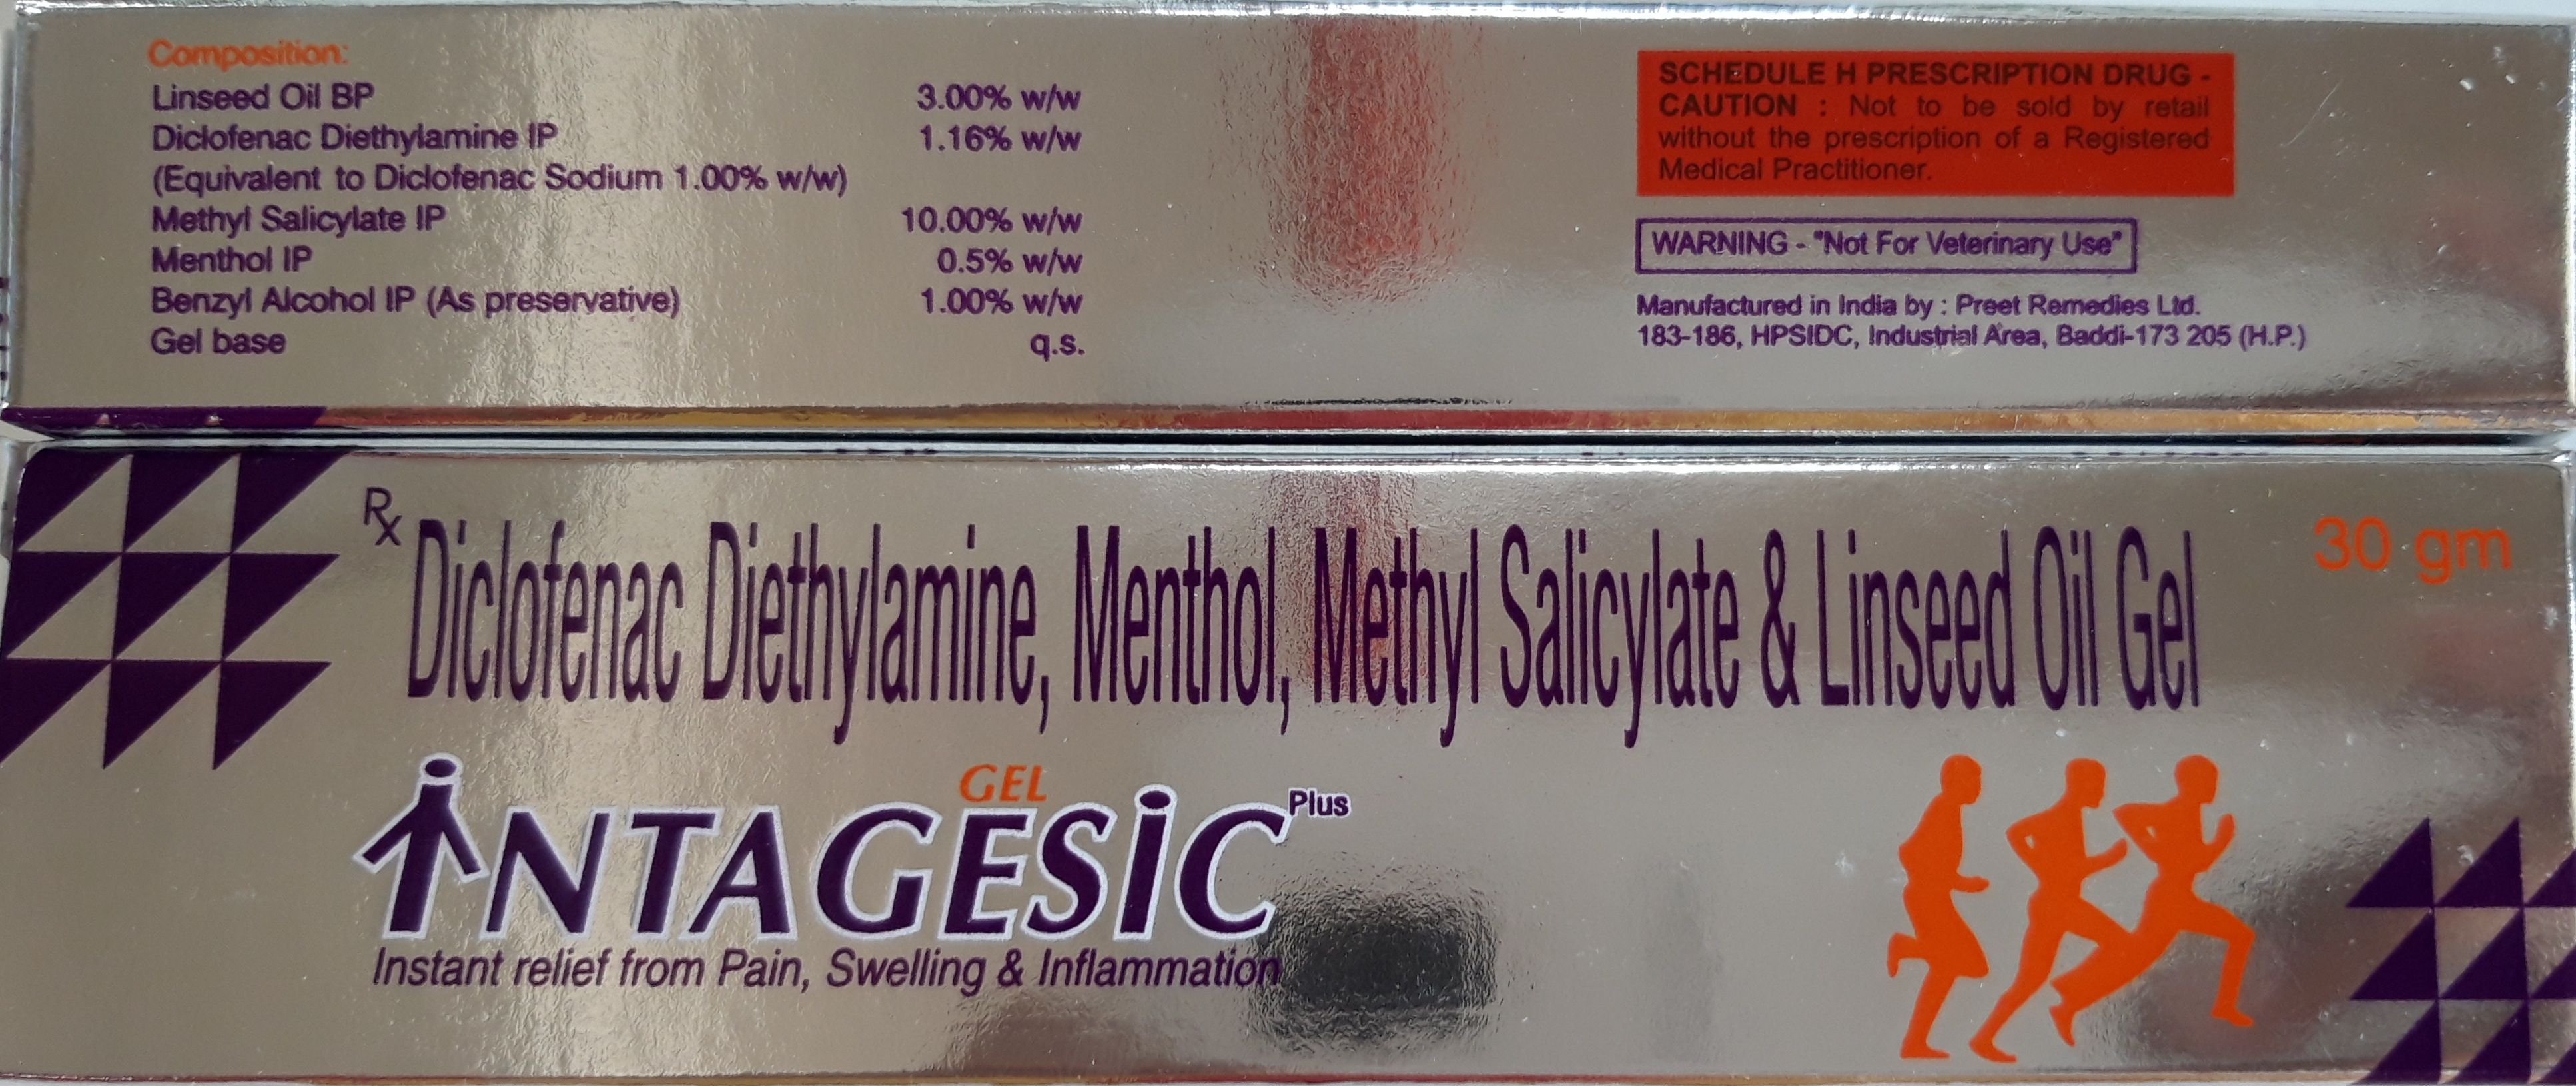 Composition:
Linseed Oil BP 3.00% w/w
Diclofenac Diethylamine IP 1.16% w/w
(Equivalent to Diclofenac Sodium 1.00% w/w)
Methyl Salicylate IP 10.00% w/w
Menthol IP 0.5% w/w
Benzyl Alcohol IP (As preservative) 1.00% w/w
Gel base q.s.
SCHEDULE H PRESCRIPTION DRUG -
CAUTION : Not to be sold by retail
without the prescription of a Registered
Medical Practitioner.
WARNING - "Not For Veterinary Use"
Manufactured in India by : Preet Remedies Ltd.
183-186, HPSIDC, Industrial Area, Baddi-173 205 (H.P.)
Rx Diclofenac Diethylamine, Menthol, Methyl Salicylate & Linseed Oil Gel
30 gm
GEL
iNTAGESiC Plus
Instant relief from Pain, Swelling & Inflammation